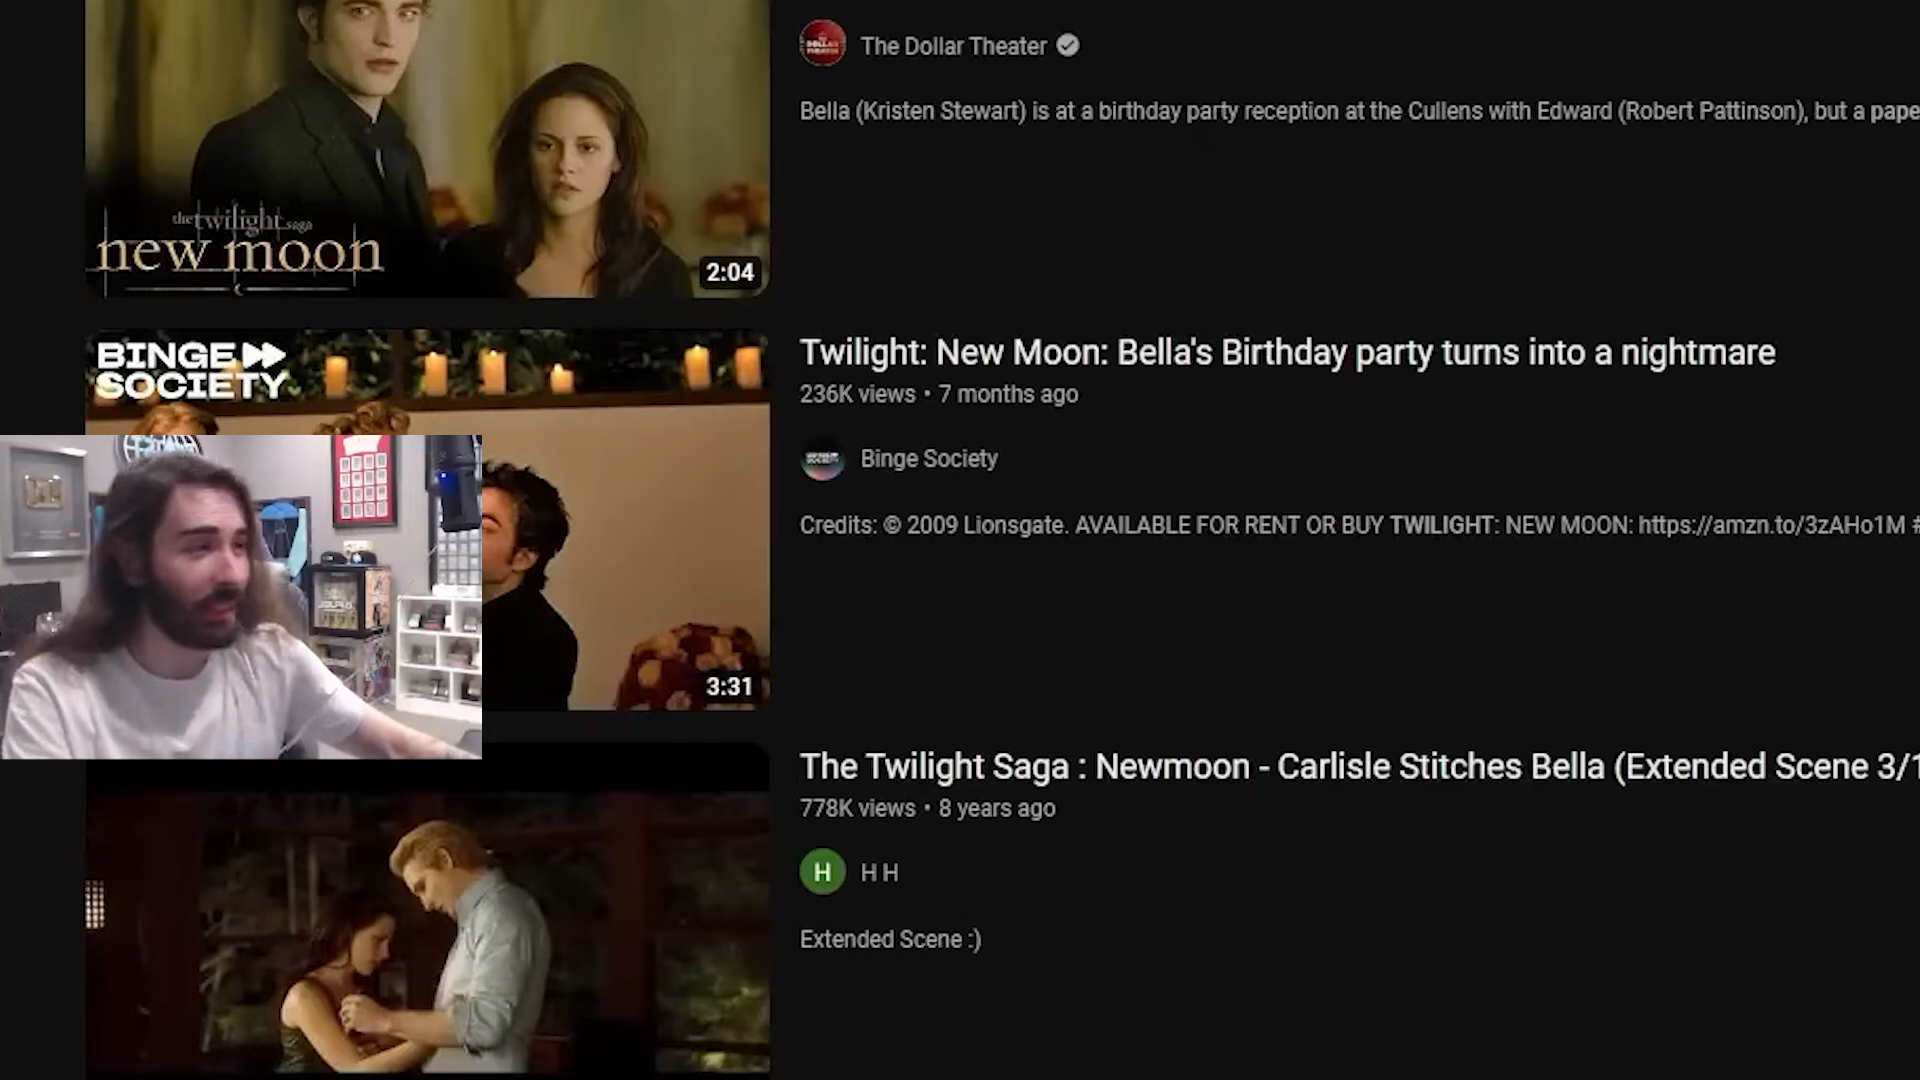 The Dollar Theater
Bella (Kristen Stewart) is at a birthday party reception at the Cullens with Edward (Robert Pattinson), but a pape
the twilight saga
new moon
2:04
BINGE
SOCIETY
Twilight: New Moon: Bella's Birthday party turns into a nightmare
236K views • 7 months ago
Binge Society
Credits: © 2009 Lionsgate. AVAILABLE FOR RENT OR BUY TWILIGHT: NEW MOON: https://amzn.to/3zAHo1M #
3:31
The Twilight Saga : Newmoon - Carlisle Stitches Bella (Extended Scene 3/1
778K views • 8 years ago
H
H H
Extended Scene :)